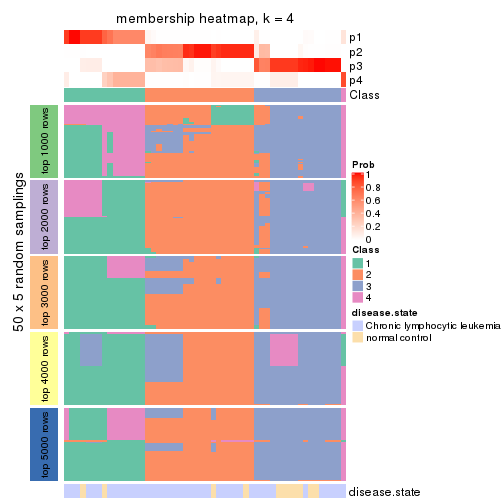 membership heatmap, k = 4
p1
p2
p3
p4
Class
50 x 5 random samplings
top 1000 rows
top 2000 rows
top 3000 rows
top 4000 rows
top 5000 rows
Prob
1
0.8
0.6
0.4
0.2
0
Class
1
2
3
4
disease.state
Chronic lymphocytic leukemia
normal control
disease.state